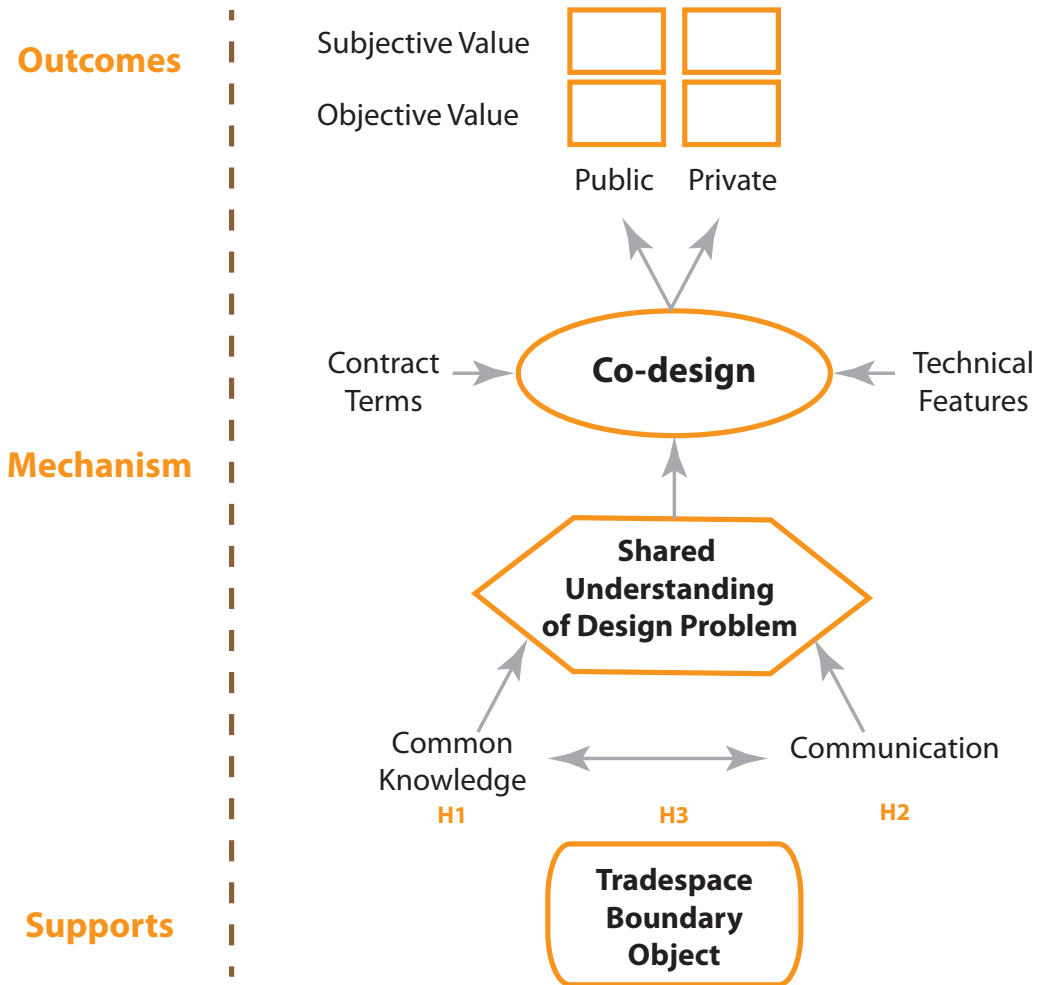 Outcomes
Subjective Value
Objective Value
Public Private
Contract
Terms
Co-design
Technical
Features
Mechanism
Shared
Understanding
of Design Problem
Common
Knowledge
Communication
H1 H3 H2
Supports
Tradespace
Boundary
Object